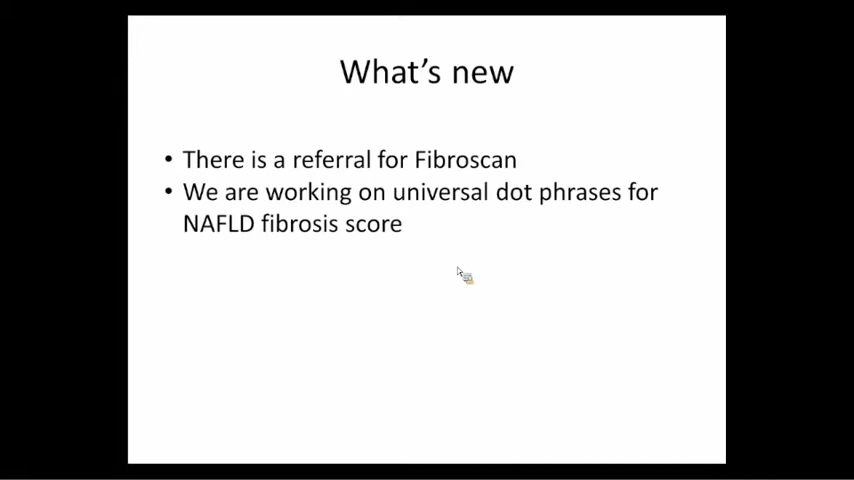 What's new
• There is a referral for Fibroscan
• We are working on universal dot phrases for
NAFLD fibrosis score